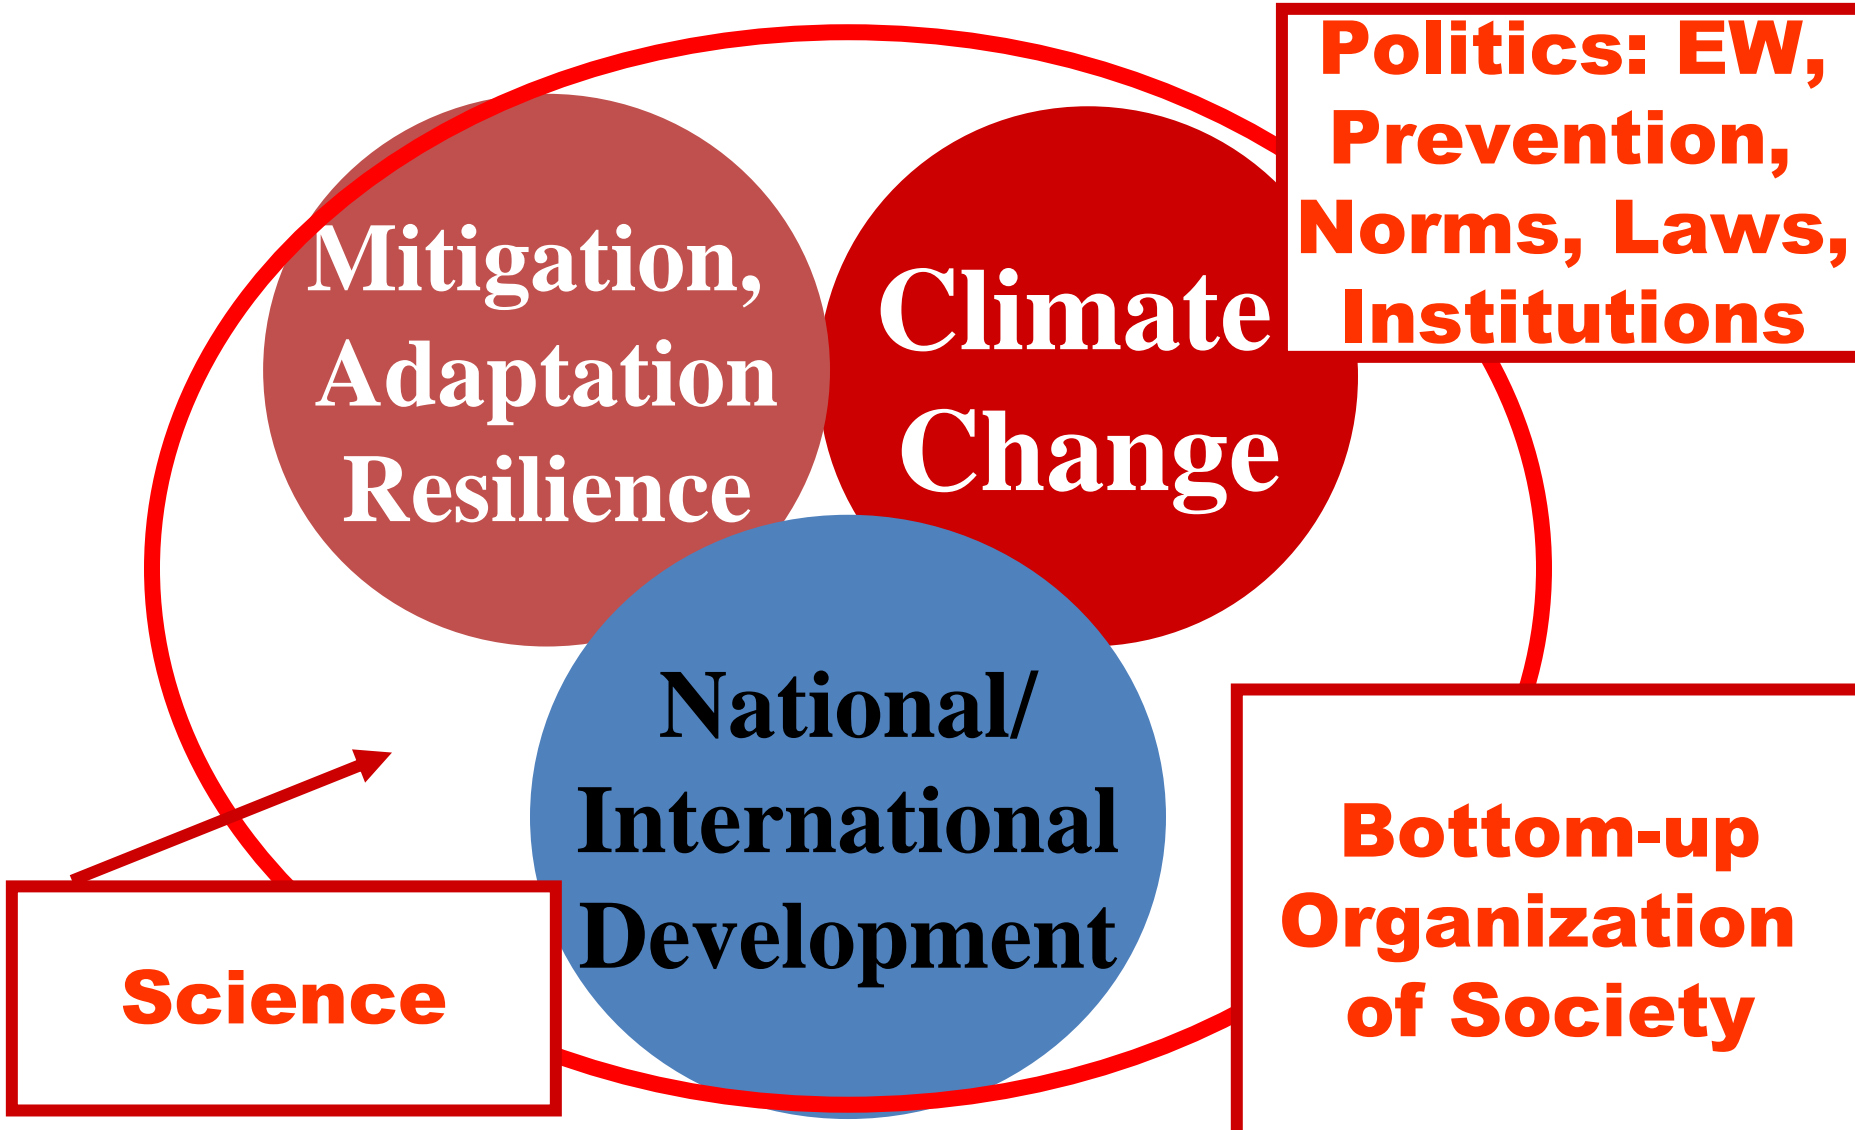 Politics: EW,
Prevention,
Norms, Laws,
Institutions
Mitigation,
Adaptation
Resilience
Climate
Change
National/
International
Development
Science
Bottom-up
Organization
of Society